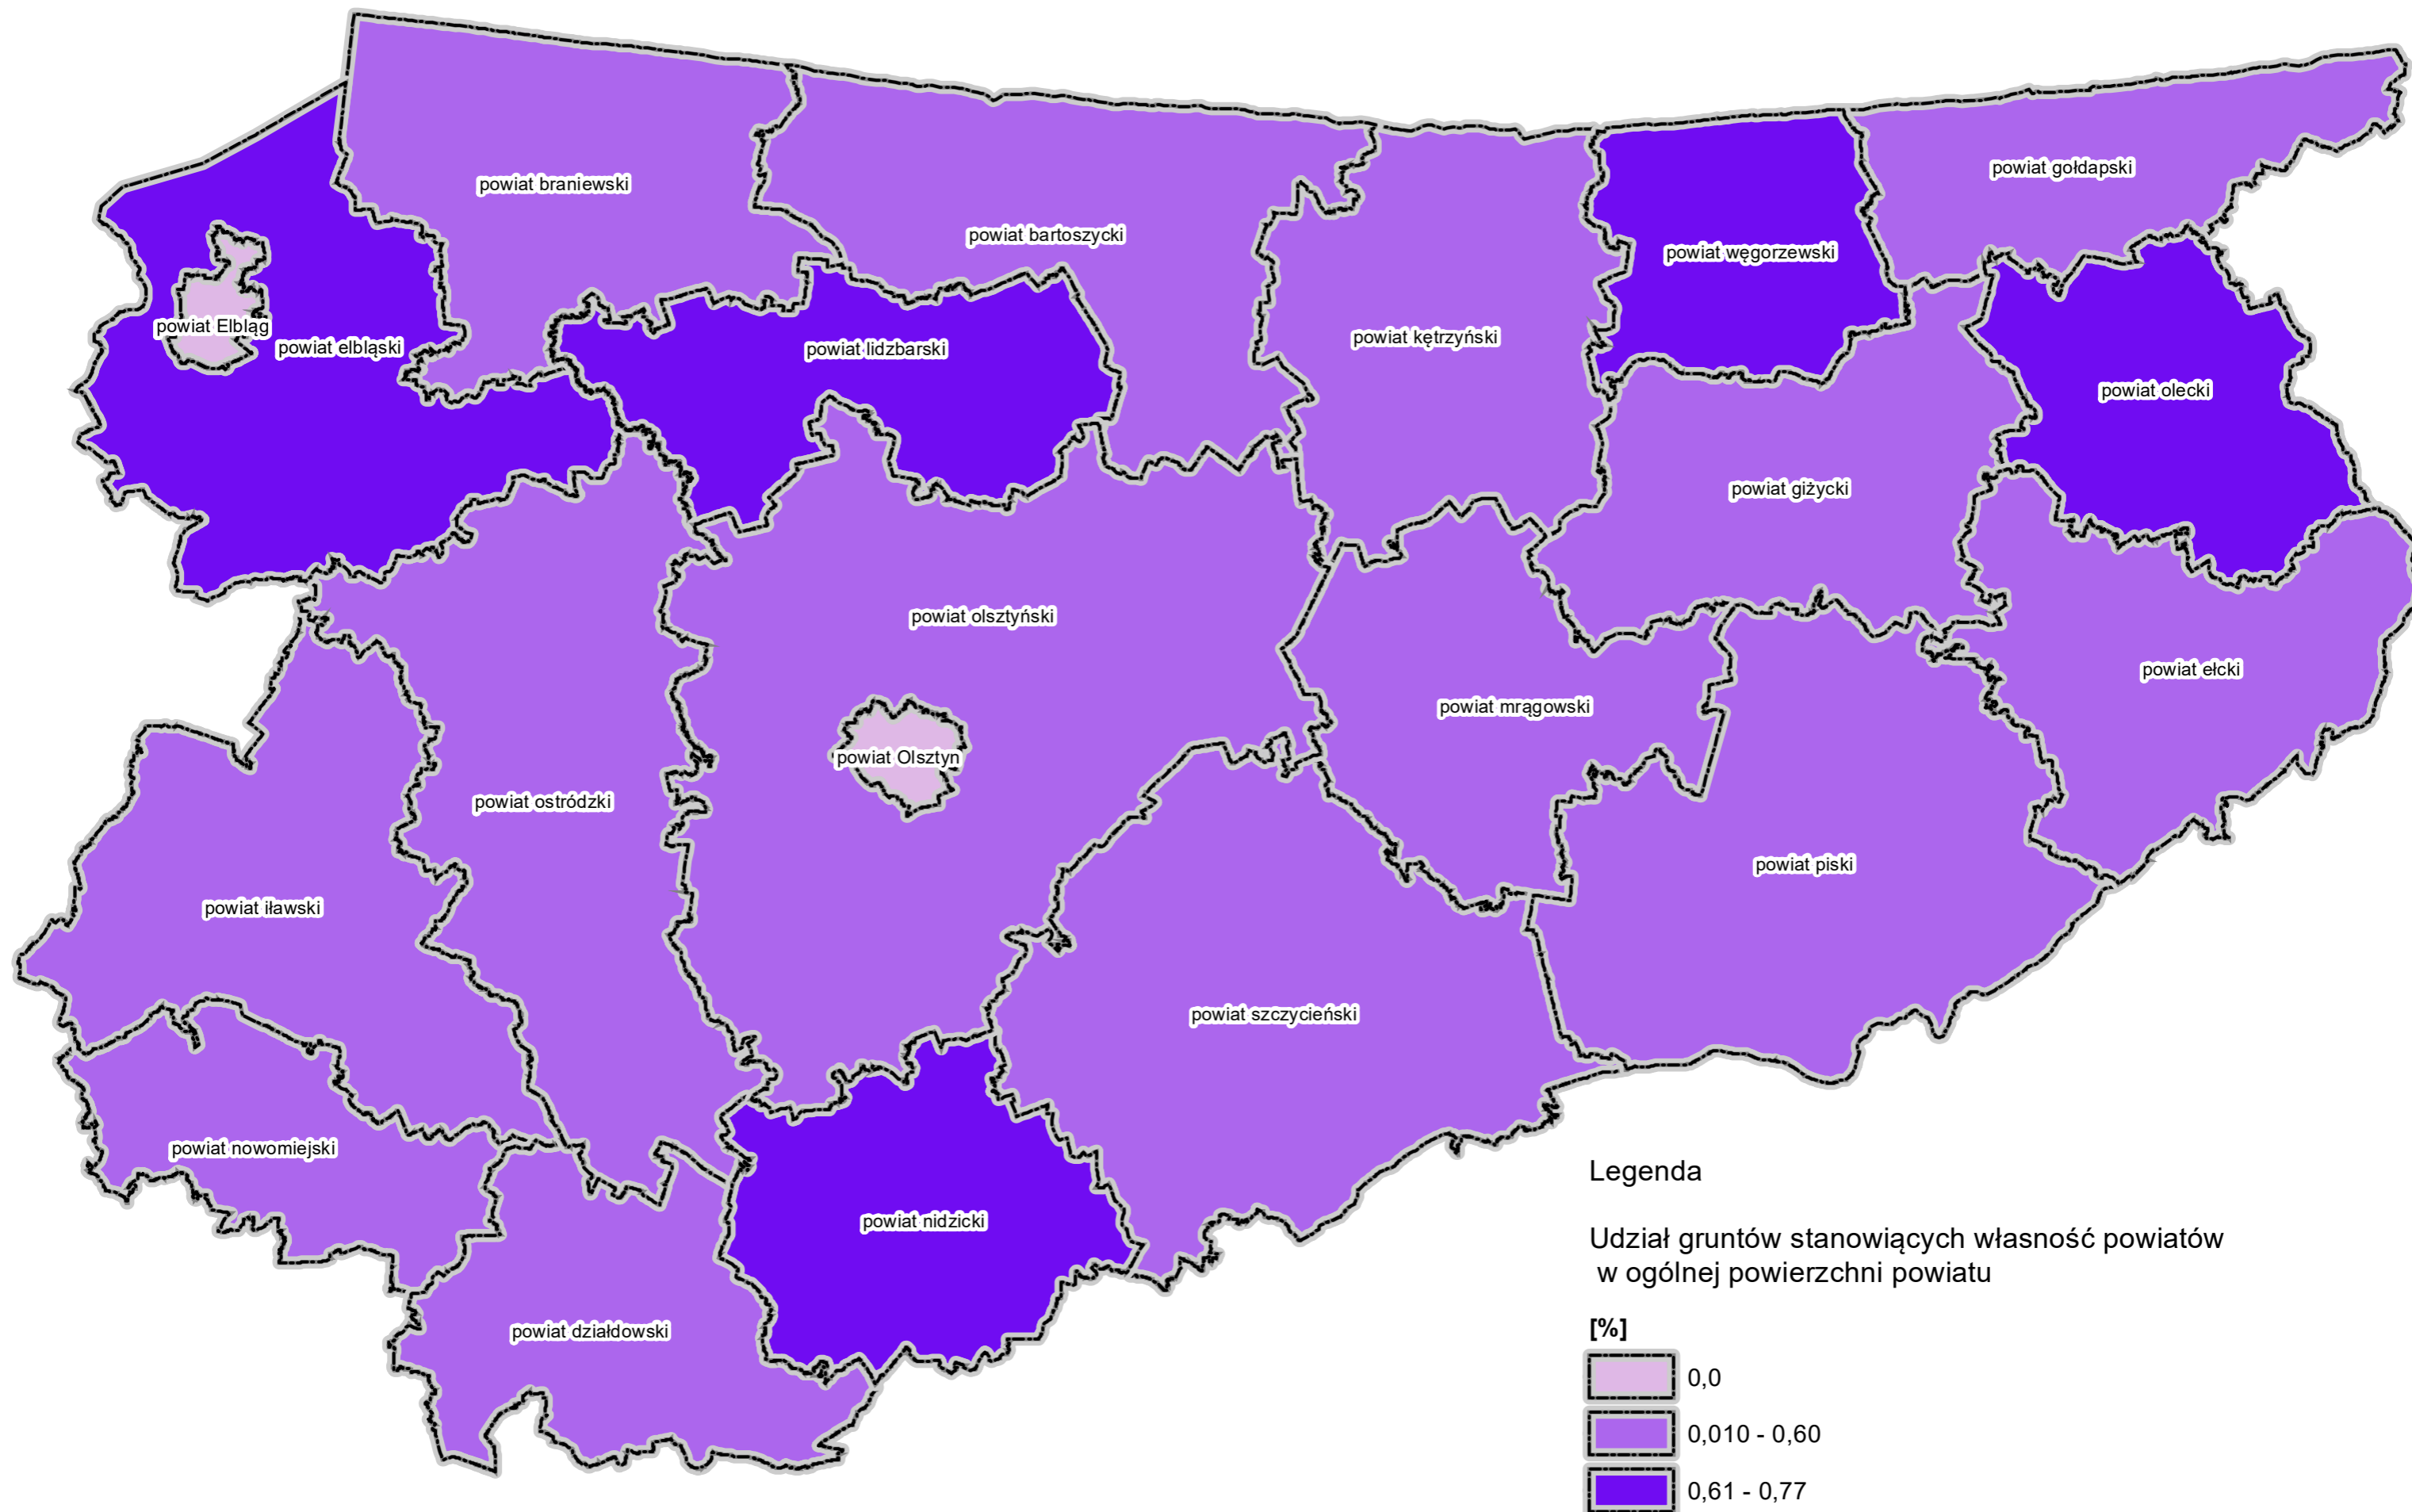 powiat gołdapski
powiat braniewski
powiat bartoszycki
powiat węgorzewski
powiat Elbląg
powiat elbląski
powiat lidzbarski
powiat kętrzyński
powiat olecki
powiat giżycki
powiat olsztyński
powiat ełcki
powiat mrągowski
powiat Olsztyn
powiat ostródzki
powiat piski
powiat iławski
powiat szczycieński
powiat nowomiejski
powiat nidzicki
powiat działdowski
Legenda
Udział gruntów stanowiących własność powiatów
w ogólnej powierzchni powiatu
[%]
0,0
0,010 - 0,60
0,61 - 0,77